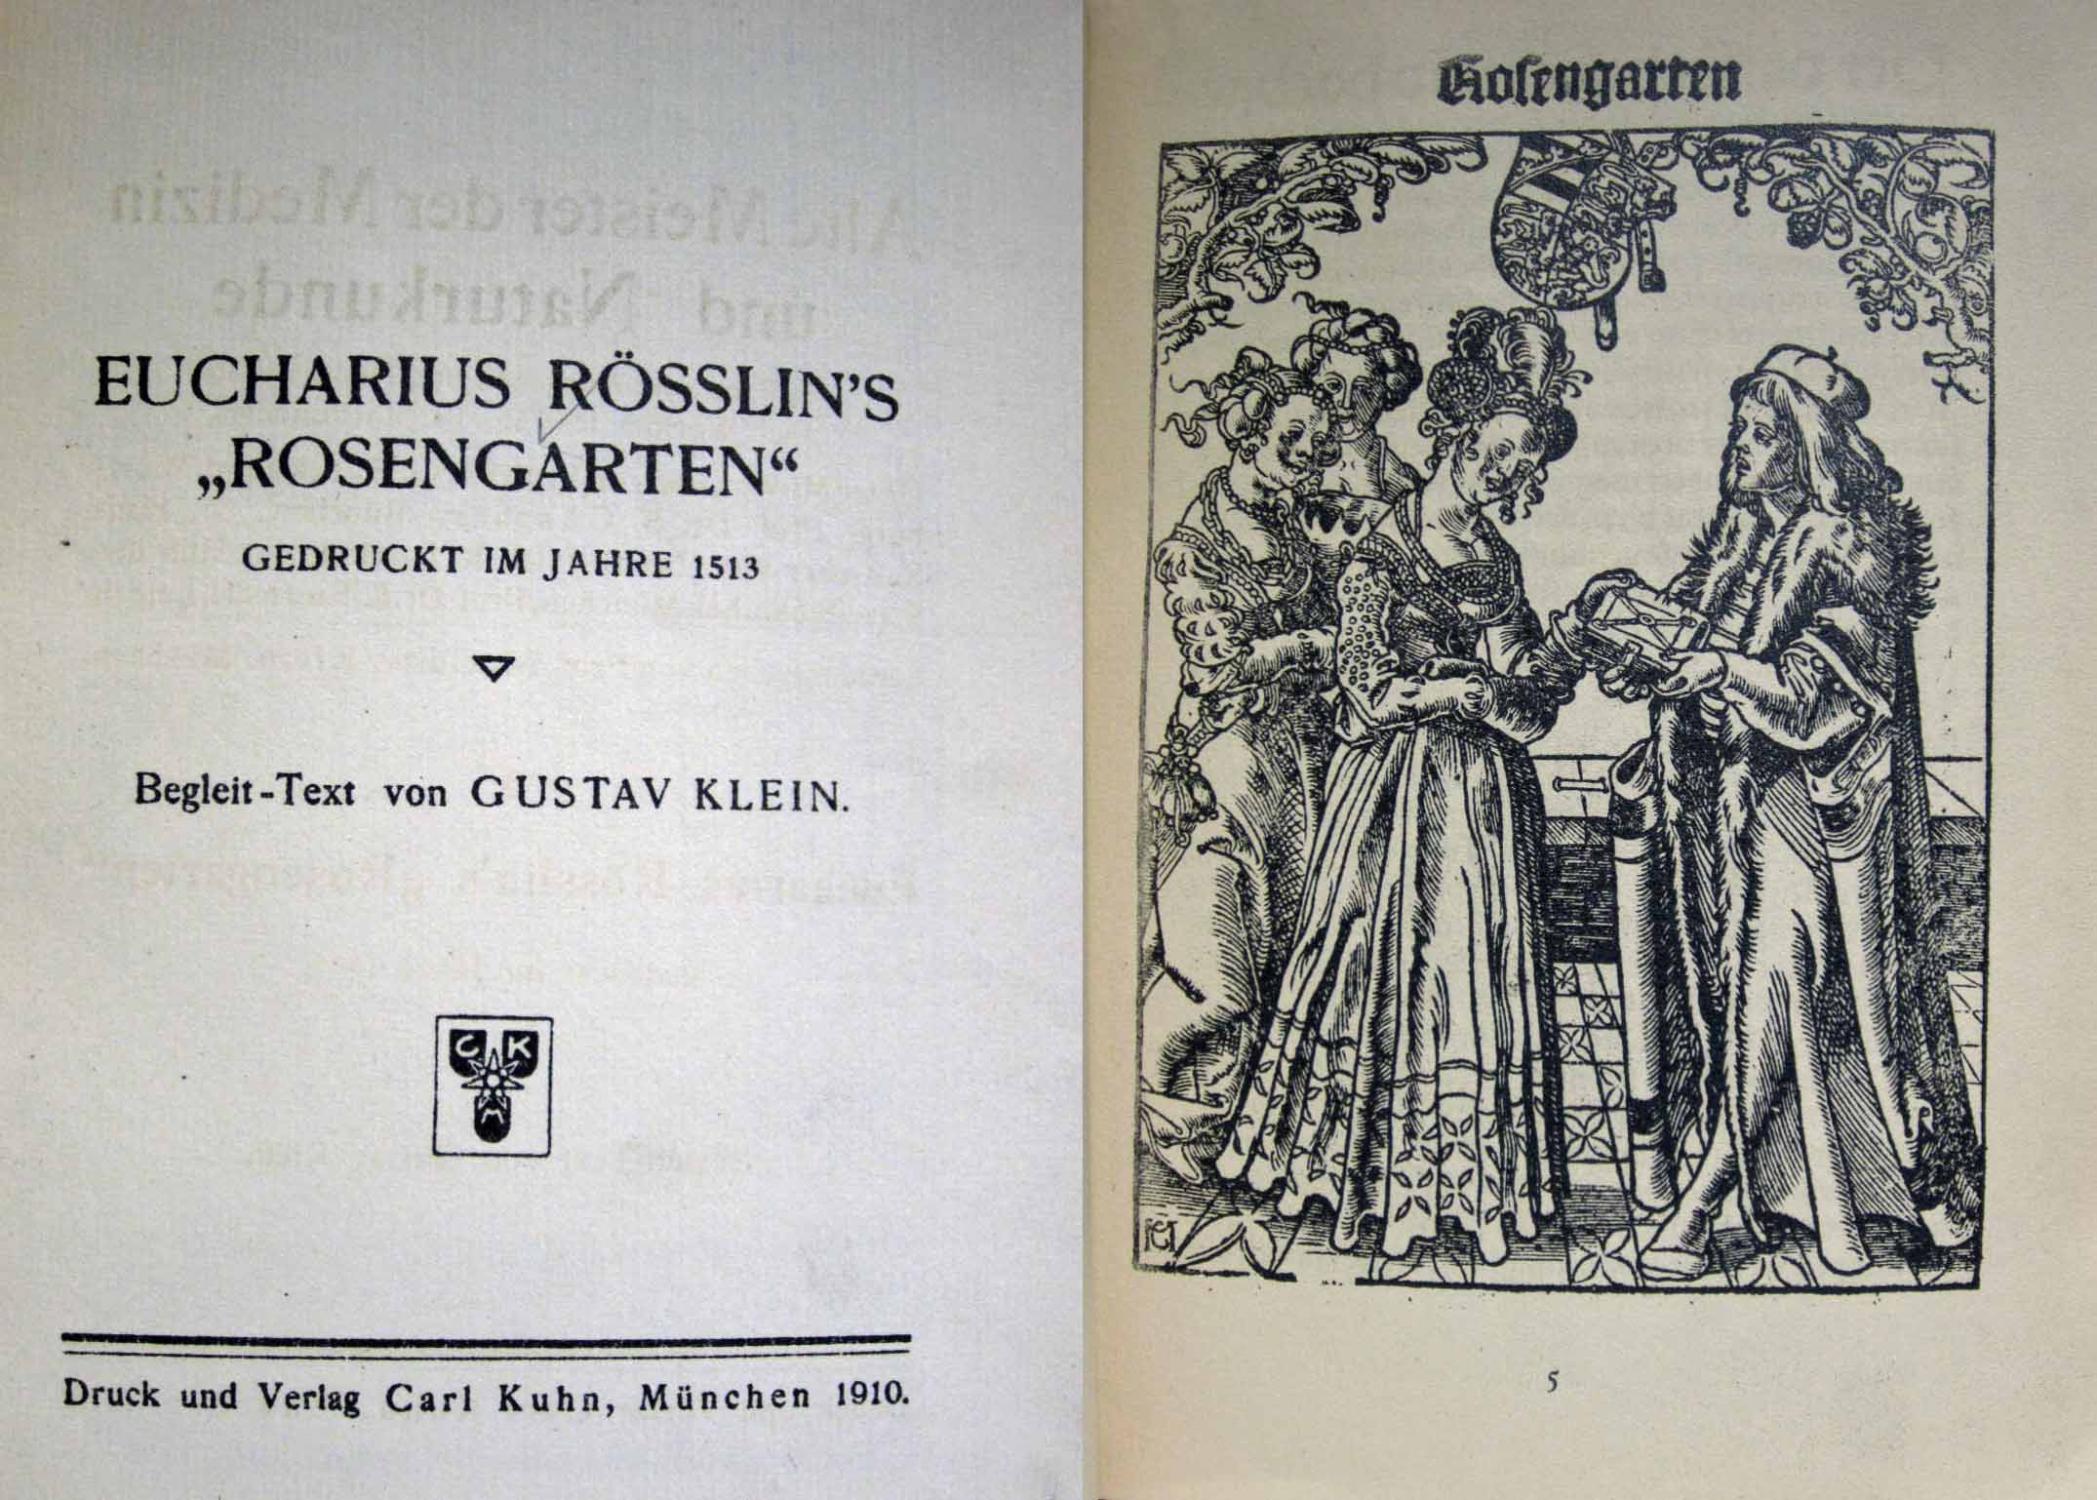 EUCHARIUS RÖSSLIN’S
„ROSENGARTEN“
GEDRUCKT IM JAHRE 1513
Begleit-Text von GUSTAV KLEIN.
C K
M
Druck und Verlag Carl Kuhn, München 1910.
Rosengarten
5